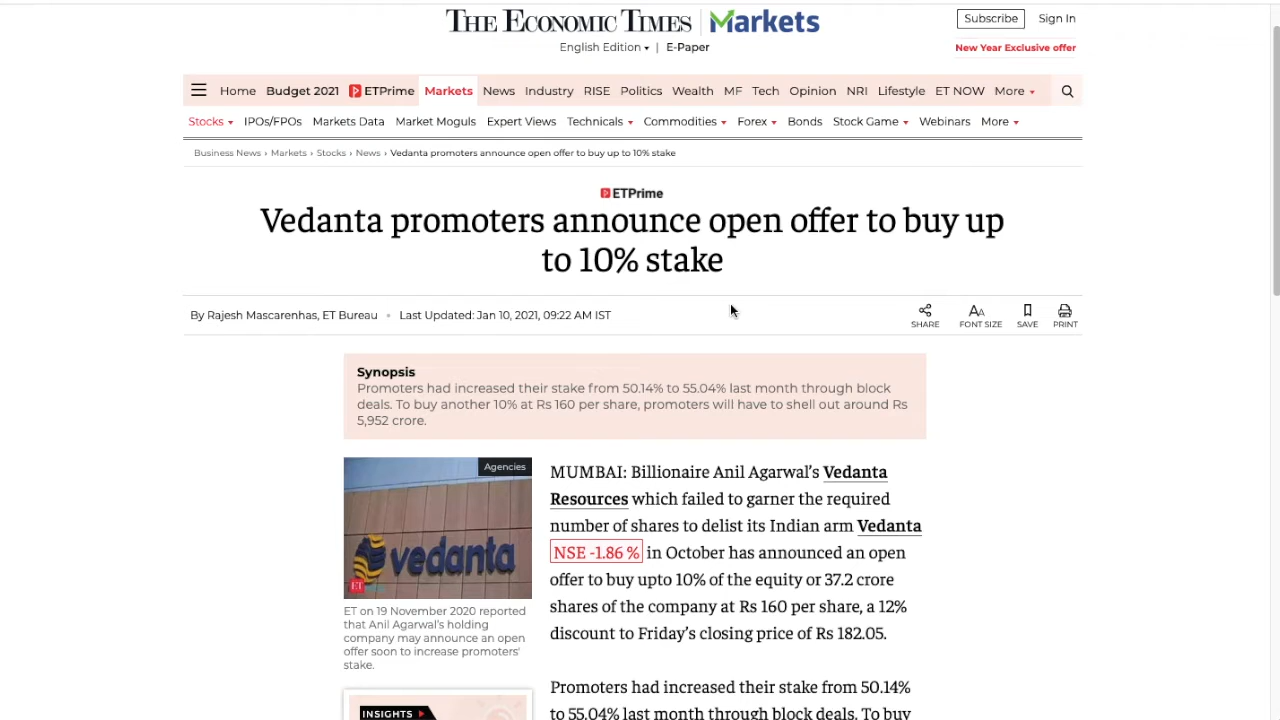 THE ECONOMIC TIMES | Markets
Subscribe Sign In
English Edition | E-Paper
New Year Exclusive offer
Home Budget 2021 ETPrime Markets News Industry RISE Politics Wealth MF Tech Opinion NRI Lifestyle ET NOW More
Stocks IPOs/FPOs Markets Data Market Moguls Expert Views Technicals Commodities Forex Bonds Stock Game Webinars More
Business News › Markets › Stocks › News › Vedanta promoters announce open offer to buy up to 10% stake
ETPrime
Vedanta promoters announce open offer to buy up
to 10% stake
By Rajesh Mascarenhas, ET Bureau • Last Updated: Jan 10, 2021, 09:22 AM IST
SHARE FONT SIZE SAVE PRINT
Synopsis
Promoters had increased their stake from 50.14% to 55.04% last month through block
deals. To buy another 10% at Rs 160 per share, promoters will have to shell out around Rs
5,952 crore.
Agencies
vedanta
ET
ET on 19 November 2020 reported
that Anil Agarwal's holding
company may announce an open
offer soon to increase promoters'
stake.
INSIGHTS
MUMBAI: Billionaire Anil Agarwal's Vedanta
Resources which failed to garner the required
number of shares to delist its Indian arm Vedanta
NSE -1.86 % in October has announced an open
offer to buy upto 10% of the equity or 37.2 crore
shares of the company at Rs 160 per share, a 12%
discount to Friday's closing price of Rs 182.05.
Promoters had increased their stake from 50.14%
to 55.04% last month through block deals. To buy